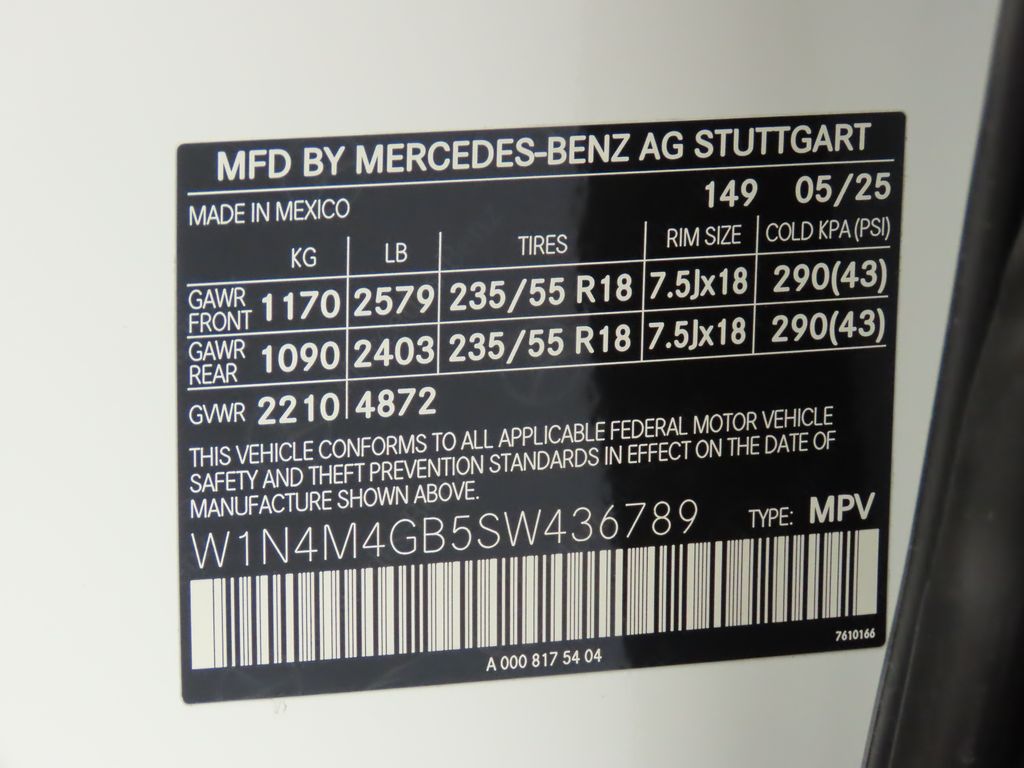 MFD BY MERCEDES-BENZ AG STUTTGART
MADE IN MEXICO 149 05/25
KG LB TIRES RIM SIZE COLD KPA (PSI)
GAWR FRONT 1170 2579 235/55 R18 7.5Jx18 290(43)
GAWR REAR 1090 2403 235/55 R18 7.5Jx18 290(43)
GVWR 2210 4872
THIS VEHICLE CONFORMS TO ALL APPLICABLE FEDERAL MOTOR VEHICLE
SAFETY AND THEFT PREVENTION STANDARDS IN EFFECT ON THE DATE OF
MANUFACTURE SHOWN ABOVE.
W1N4M4GB5SW436789 TYPE: MPV
7610166
A 000 817 54 04